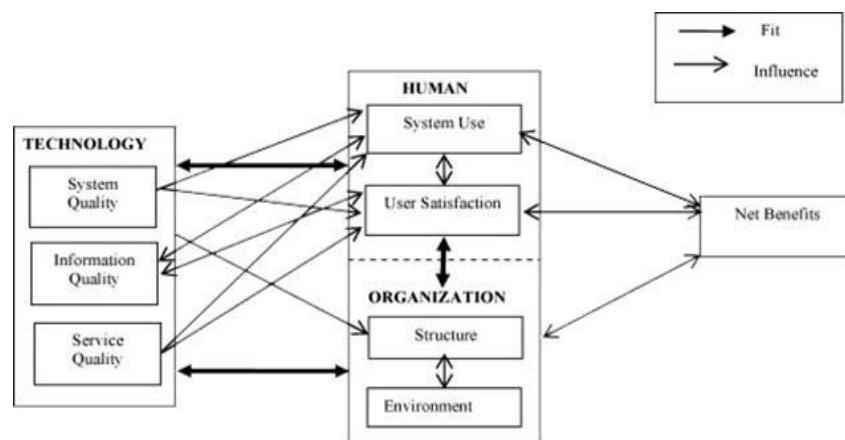 Fit
Influence
HUMAN
System Use
User Satisfaction
TECHNOLOGY
System
Quality
Information
Quality
Service
Quality
ORGANIZATION
Structure
Environment
Net Benefits